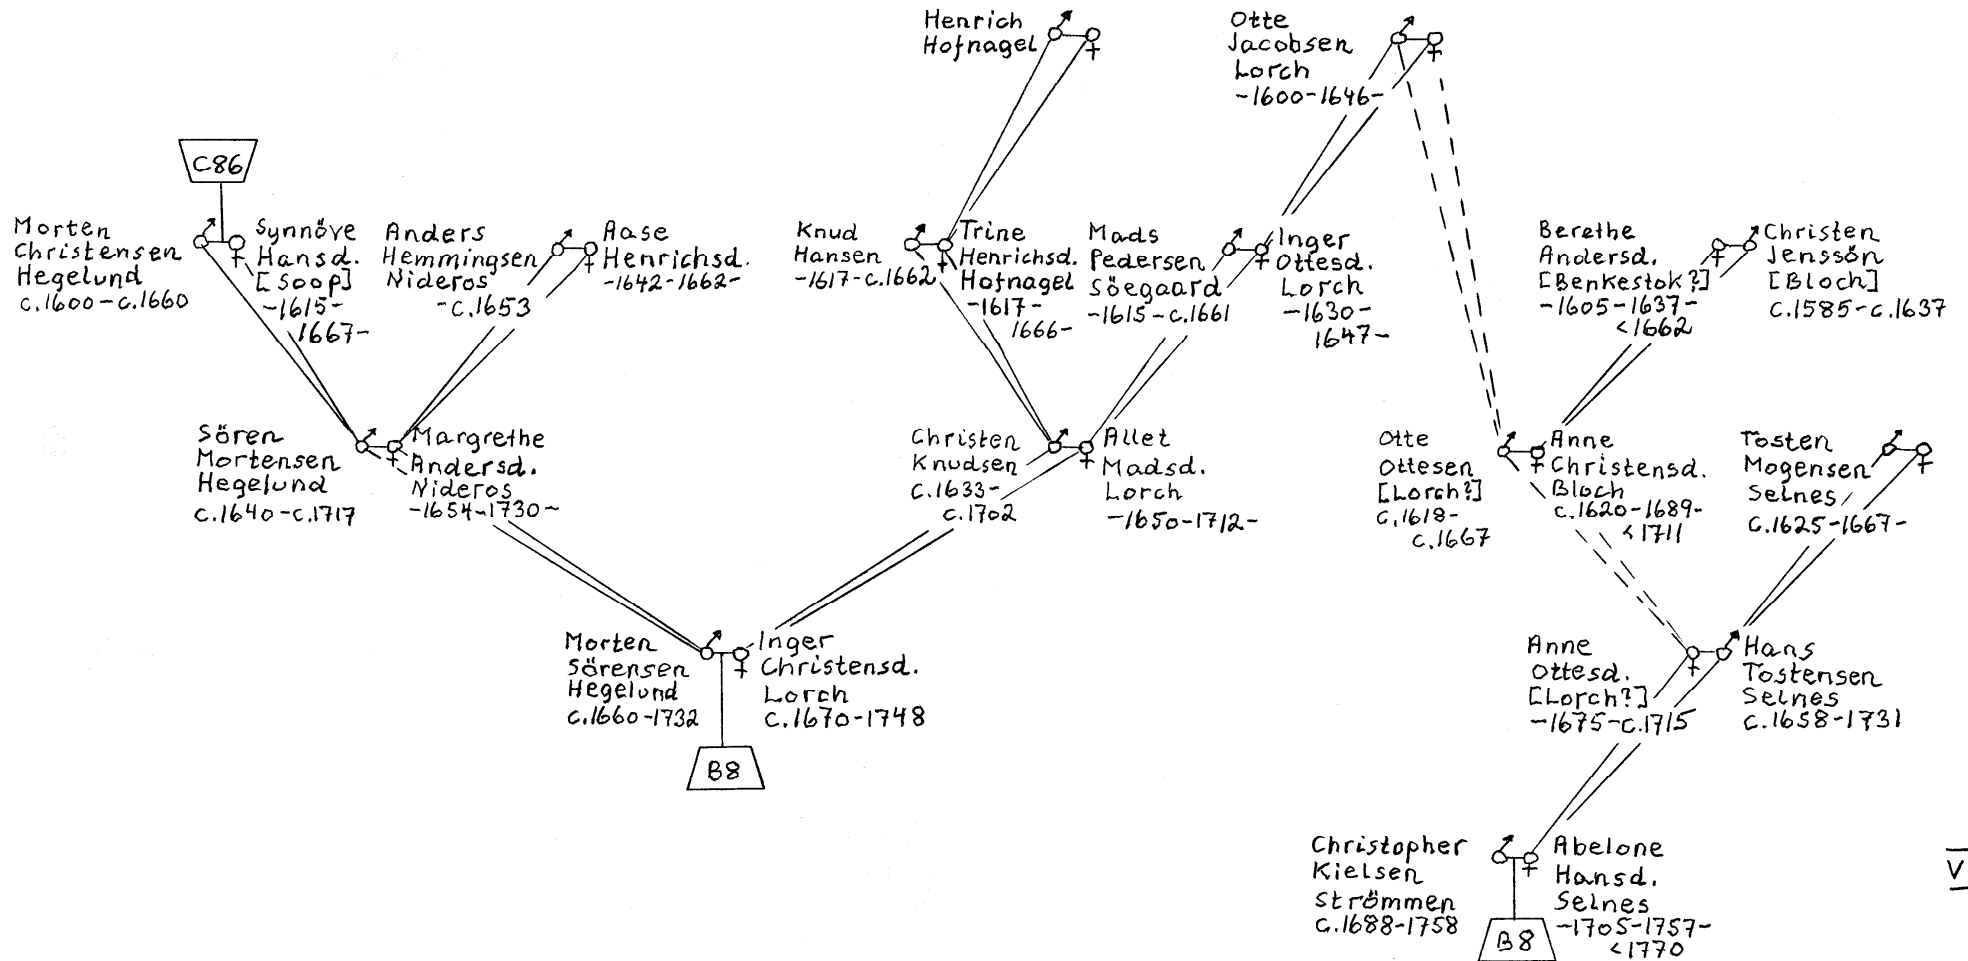 Henrich
Hofnagel
Otte
Jacobsen
Lorch
-1600-1646-
C86
Morten
Christensen
Hegelund
c.1600-c.1660
Synnöve
Hansd.
[Soop]
-1615-
1667-
Anders
Hemmingsen
Nideros
-c.1653
Aase
Henrichsd.
-1642-1662-
Knud
Hansen
-1617-c.1662
Trine
Henrichsd.
Hofnagel
-1617-
1666-
Mads
Pedersen
Söegaard
-1615-c.1661
Inger
Ottesd.
Lorch
-1630-
1647-
Berethe
Andersd.
[Benkestok?]
-1605-1637-
<1662
Christen
Jenssön
[Bloch]
c.1585-c.1637
Sören
Mortensen
Hegelund
c.1640-c.1717
Margrethe
Andersd.
Nideros
-1654-1730-
Christen
Knudsen
c.1633-
c.1702
Allet
Madsd.
Lorch
-1650-1712-
Otte
Ottesen
[Lorch?]
c.1618-
c.1667
Anne
Christensd.
Bloch
c.1620-1689-
<1711
Tosten
Mogensen
Selnes
c.1625-1667-
Morten
Sörensen
Hegelund
c.1660-1732
Inger
Christensd.
Lorch
c.1670-1748
B8
Anne
Ottesd.
[Lorch?]
-1675-c.1715
Hans
Tostensen
Selnes
c.1658-1731
Christopher
Kielsen
Strömmen
c.1688-1758
Abelone
Hansd.
Selnes
-1705-1757-
<1770
B8
V